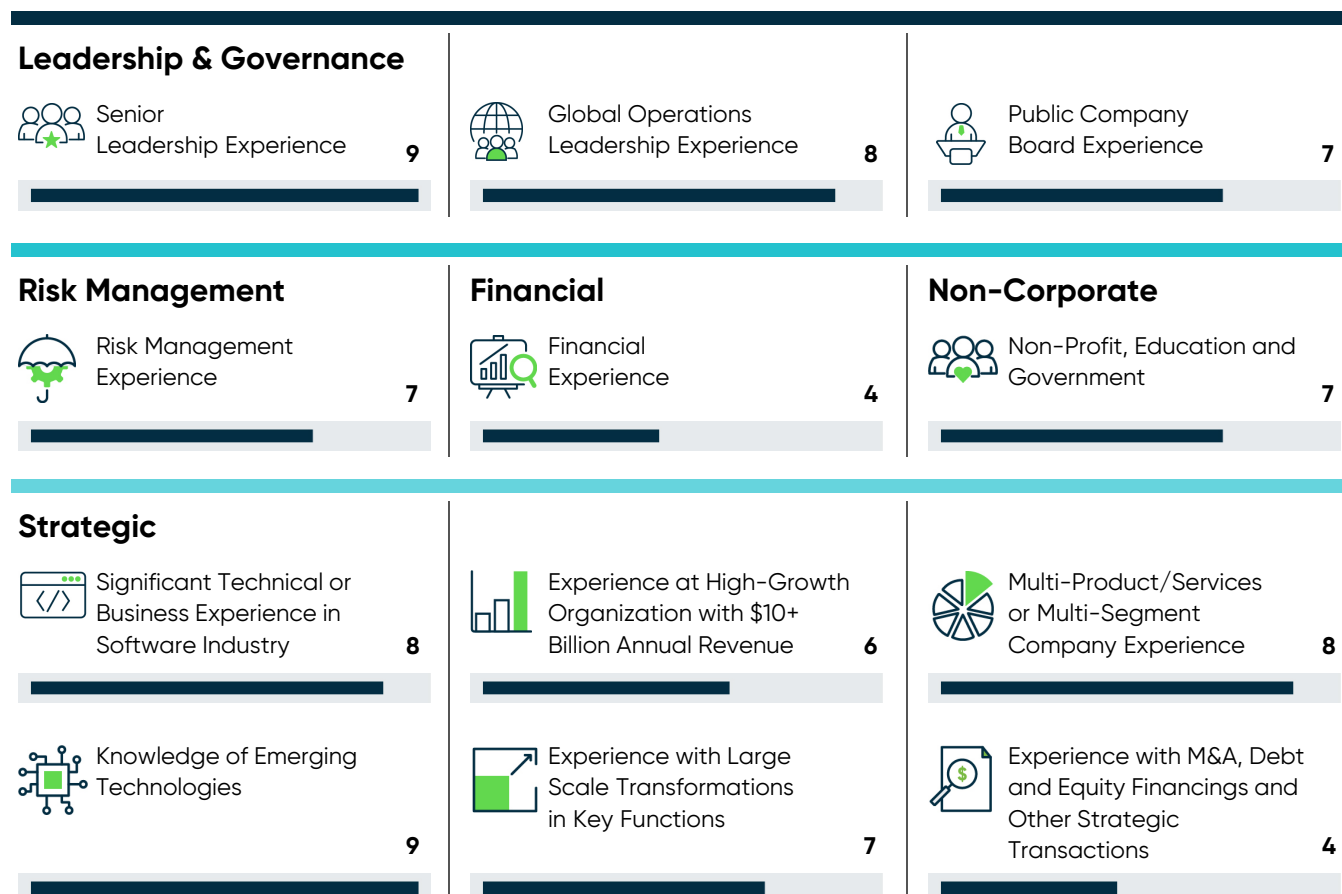 Leadership & Governance
Senior
Leadership Experience
9
Global Operations
Leadership Experience
8
Public Company
Board Experience
7
Risk Management
Risk Management
Experience
7
Financial
Financial
Experience
4
Non-Corporate
Non-Profit, Education and
Government
7
Strategic
Significant Technical or
Business Experience in
Software Industry
8
Experience at High-Growth
Organization with $10+
Billion Annual Revenue
6
Multi-Product/Services
or Multi-Segment
Company Experience
8
Knowledge of Emerging
Technologies
9
Experience with Large
Scale Transformations
in Key Functions
7
$
Experience with M&A, Debt
and Equity Financings and
Other Strategic
Transactions
4